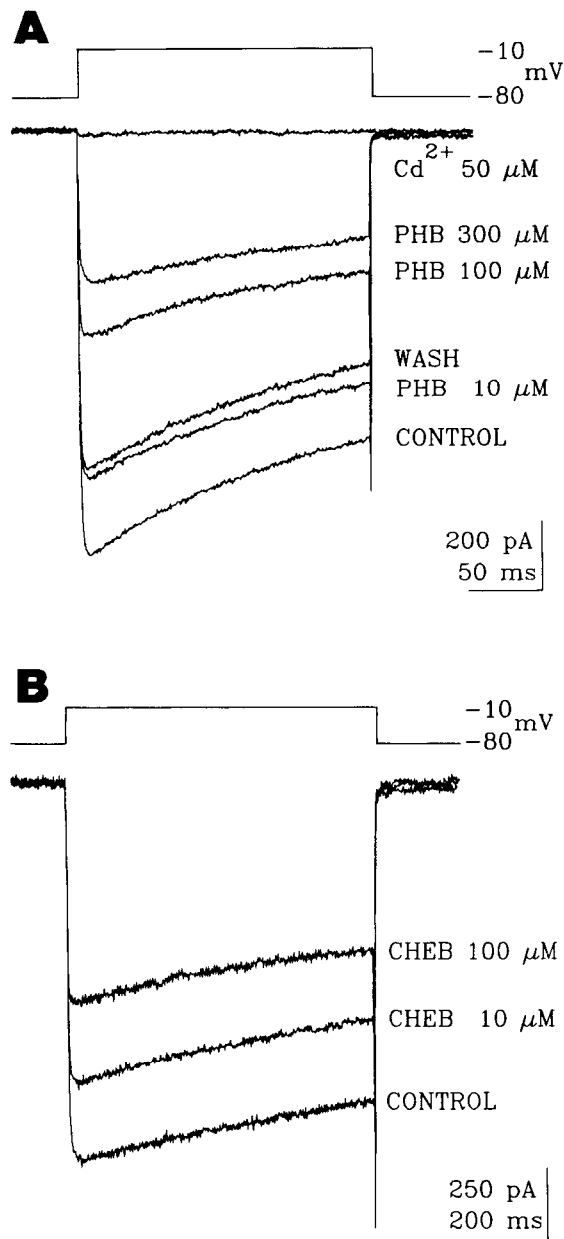 A
-10
mV
-80
Cd2+ 50 μM
PHB 300 μM
PHB 100 μM
WASH
PHB 10 μM
CONTROL
200 pA
50 ms
B
-10
mV
-80
CHEB 100 μM
CHEB 10 μM
CONTROL
250 pA
200 ms